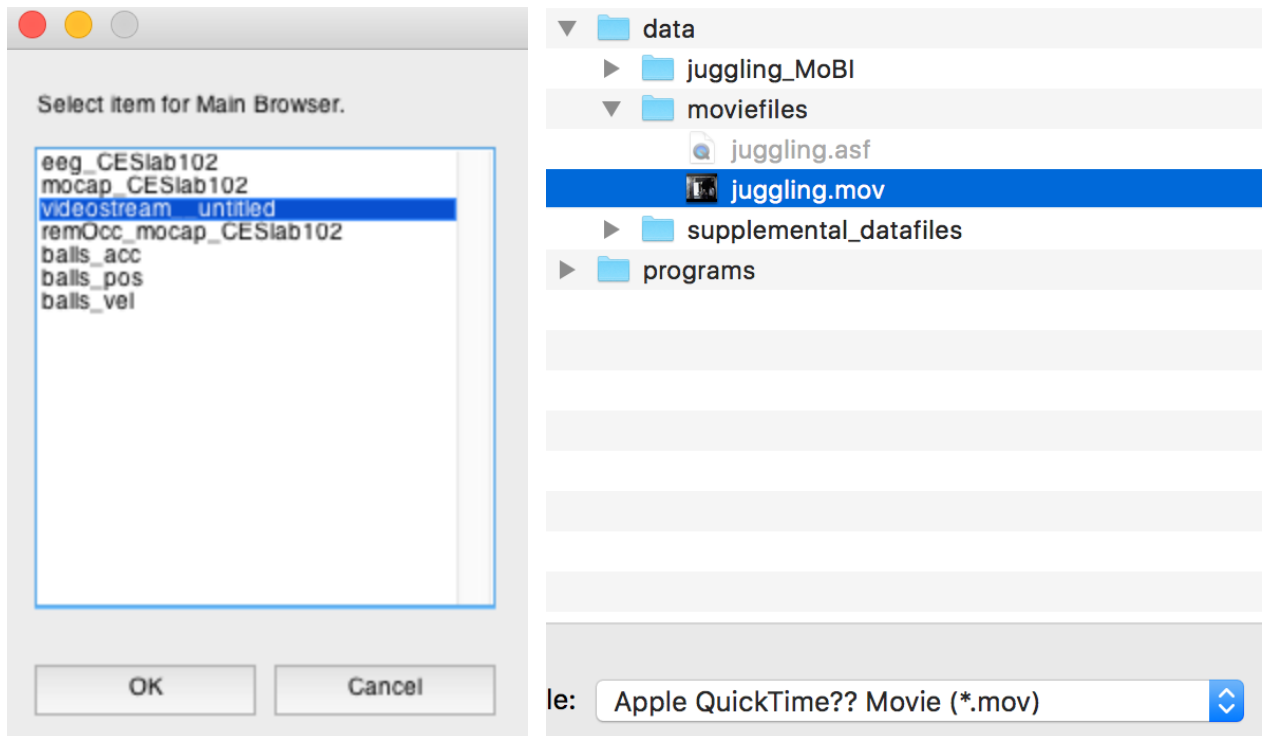 Select item for Main Browser.
eeg_CESlab102
mocap_CESlab102
videostream__untitled
remOcc_mocap_CESlab102
balls_acc
balls_pos
balls_vel
OK
Cancel
data
juggling_MoBI
moviefiles
juggling.asf
juggling.mov
supplemental_datafiles
programs
le:
Apple QuickTime?? Movie (*.mov)